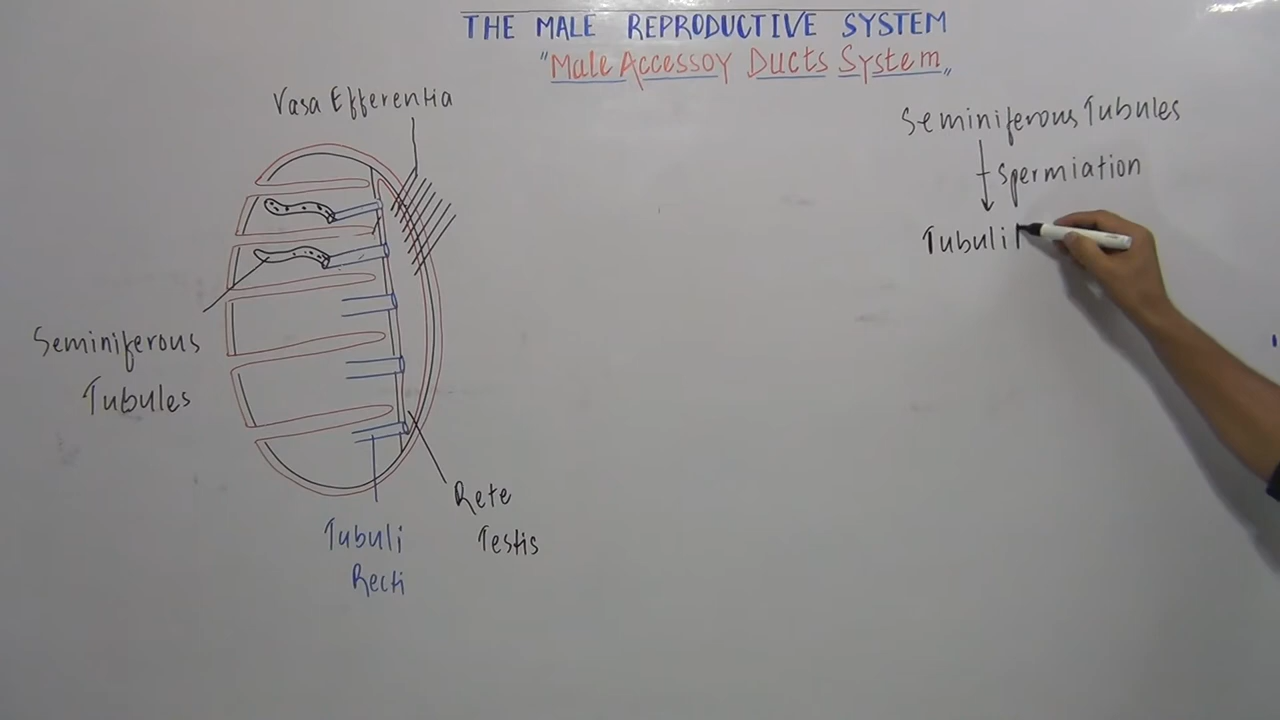 THE MALE REPRODUCTIVE SYSTEM
"Male Accessoy Ducts System"
Vasa Efferentia
Seminiferous Tubules
Spermiation
Tubuli
Seminiferous
Tubules
Rete
Testis
Tubuli
Recti